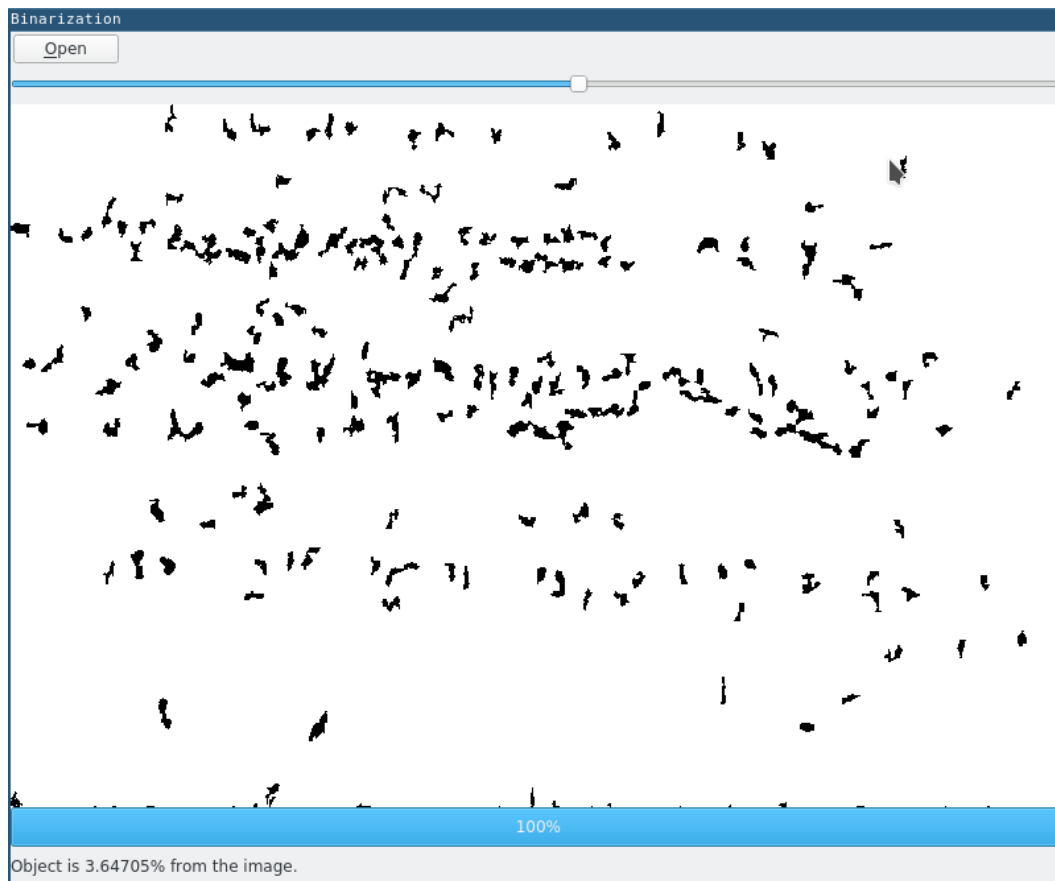 Binarization
Open
100%
Object is 3.64705% from the image.